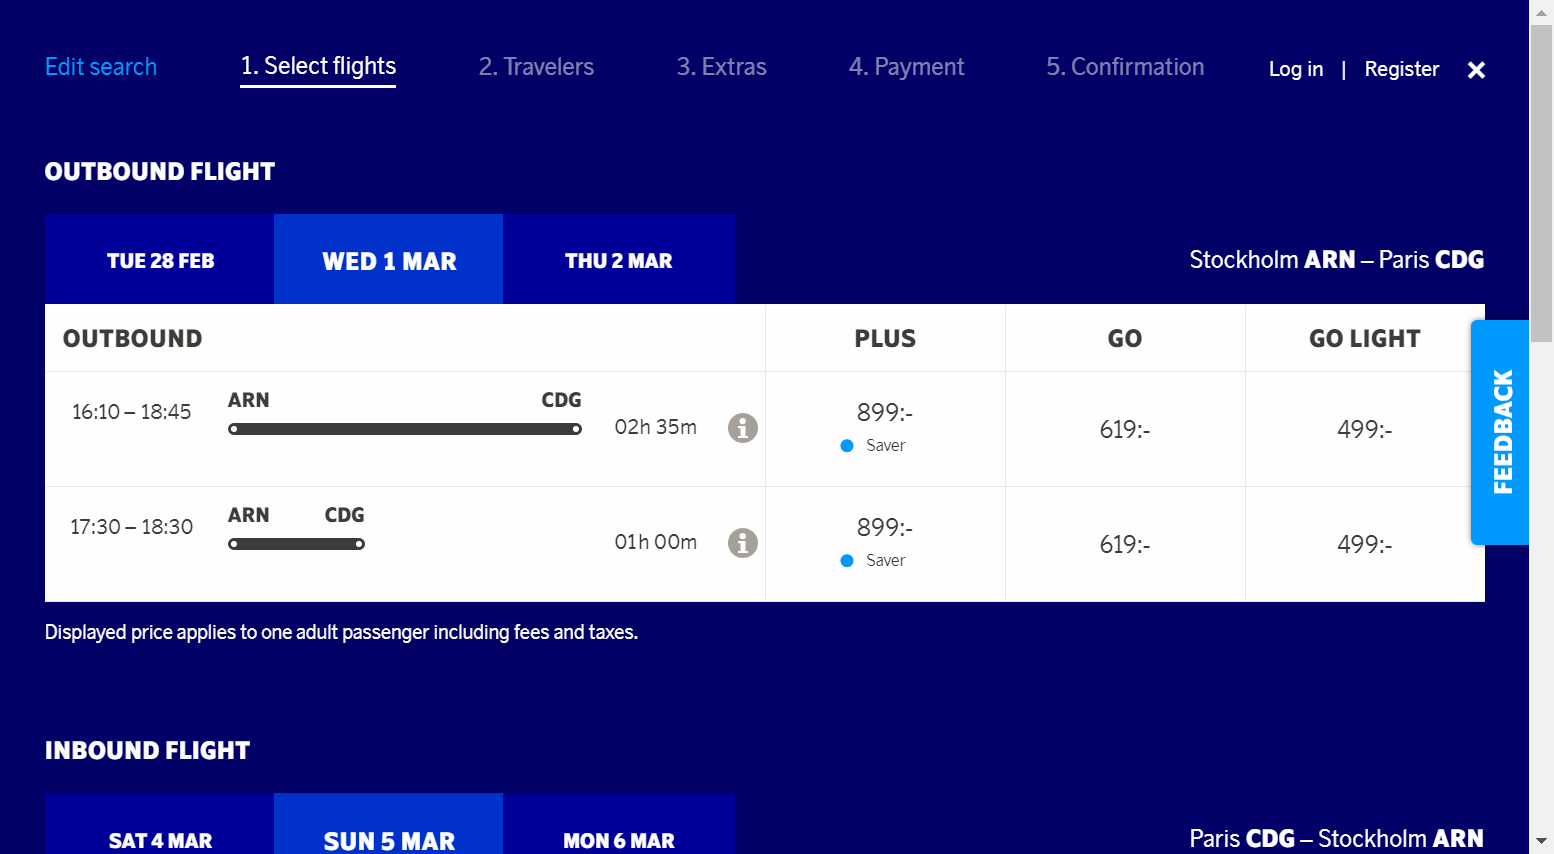 Edit search 1. Select flights 2. Travelers 3. Extras 4. Payment 5. Confirmation Log in | Register
OUTBOUND FLIGHT
TUE 28 FEB WED 1 MAR THU 2 MAR Stockholm ARN – Paris CDG
OUTBOUND PLUS GO GO LIGHT
ARN CDG
16:10 – 18:45 02h 35m 899:- 619:- 499:-
Saver
ARN CDG
17:30 – 18:30 01h 00m 899:- 619:- 499:-
Saver
FEEDBACK
Displayed price applies to one adult passenger including fees and taxes.
INBOUND FLIGHT
SAT 4 MAR SUN 5 MAR MON 6 MAR Paris CDG – Stockholm ARN